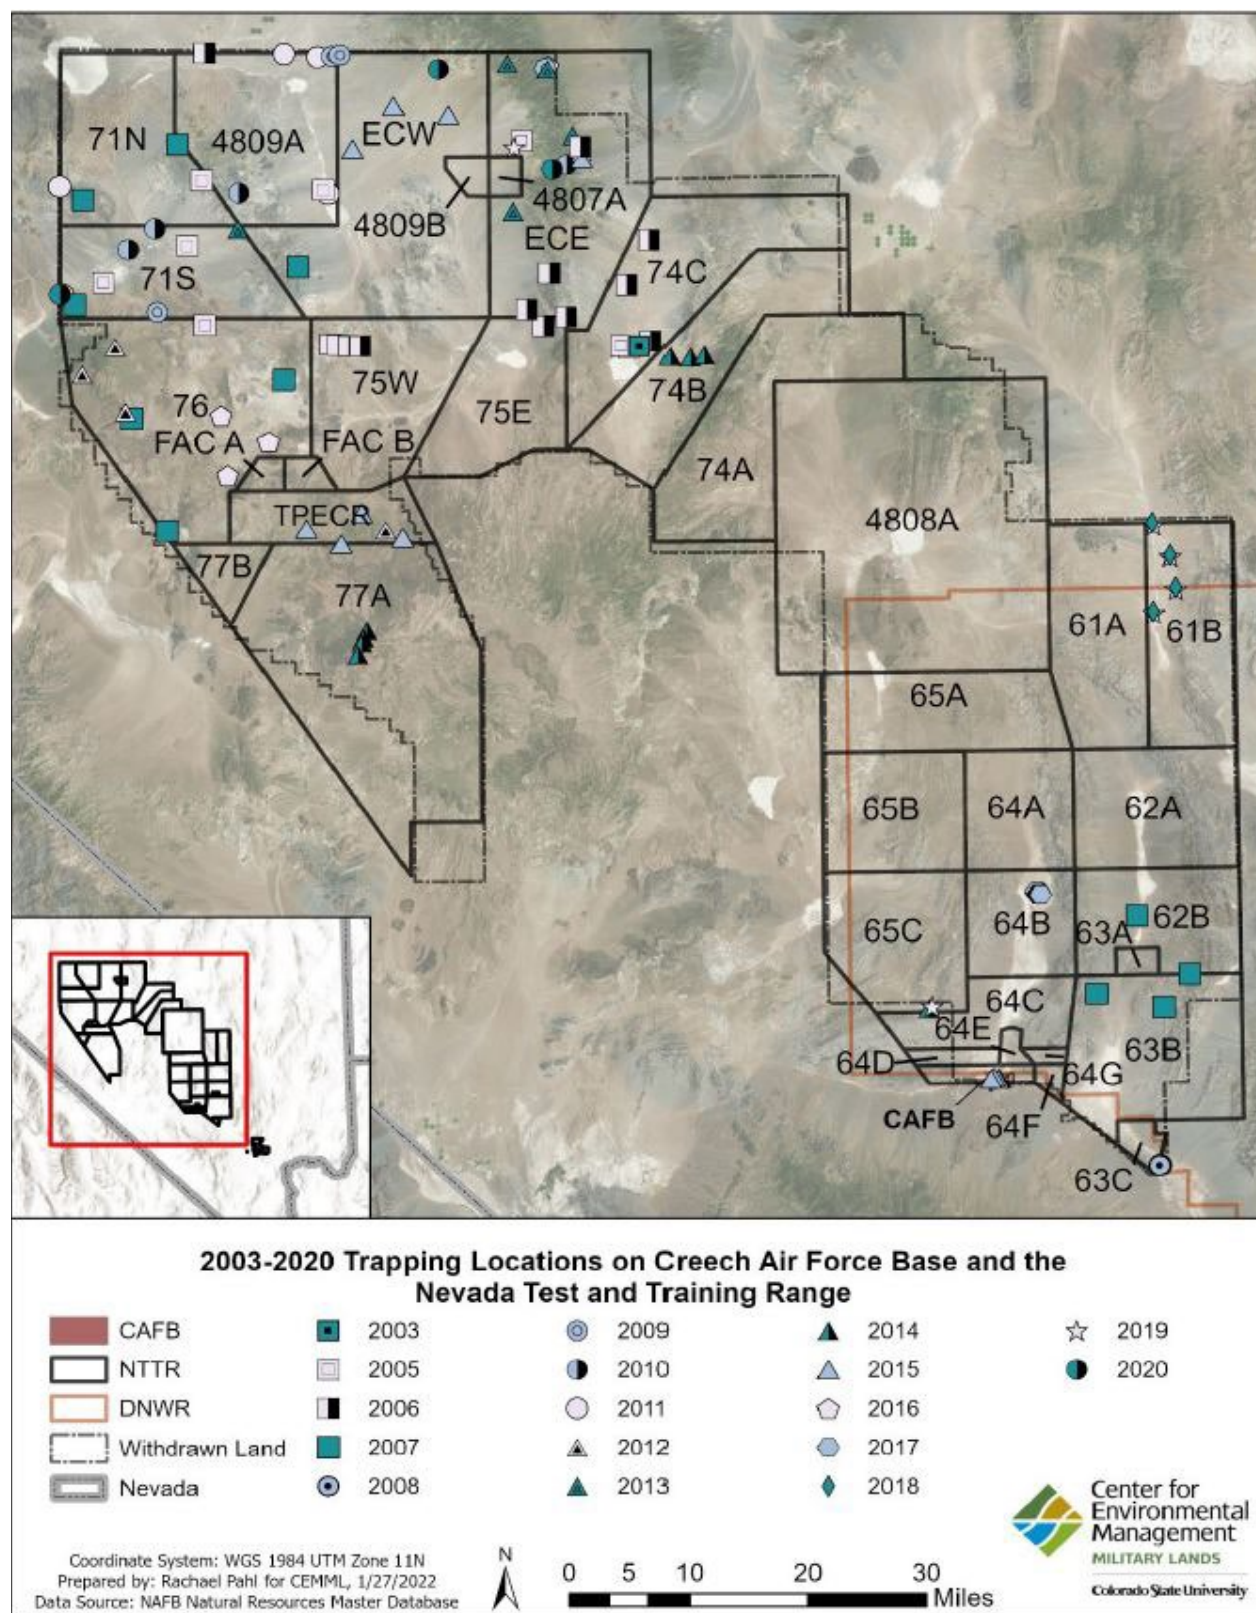 71N
4809A
ECW
4809B
4807A
ECE
71S
74C
75W
76
75E
74B
FAC A
FAC B
74A
TPECR
4808A
77B
77A
61A
61B
65A
65B
64A
62A
65C
64B
63A
62B
64C
64E
63B
64D
64G
CAFB
64F
63C
2003-2020 Trapping Locations on Creech Air Force Base and the
Nevada Test and Training Range
CAFB
NTTR
DNWR
Withdrawn Land
Nevada
2003
2005
2006
2007
2008
2009
2010
2011
2012
2013
2014
2015
2016
2017
2018
2019
2020
Coordinate System: WGS 1984 UTM Zone 11N
Prepared by: Rachael Pahl for CEMML, 1/27/2022
Data Source: NAFB Natural Resources Master Database
N
0 5 10 20 30
Miles
Center for
Environmental
Management
MILITARY LANDS
Colorado State University